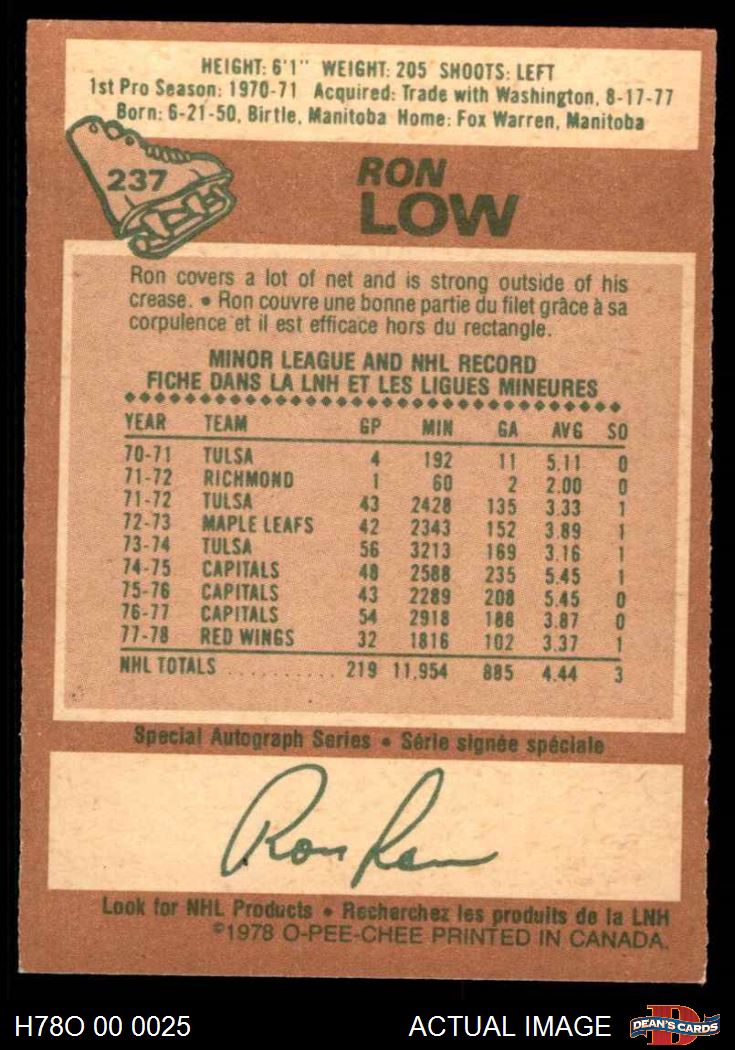 HEIGHT: 6'1" WEIGHT: 205 SHOOTS: LEFT
1st Pro Season: 1970-71 Acquired: Trade with Washington, 8-17-77
Born: 6-21-50, Birtle, Manitoba Home: Fox Warren, Manitoba
237
RON
LOW
Ron covers a lot of net and is strong outside of his
crease. • Ron couvre une bonne partie du filet grâce à sa
corpulence et il est efficace hors du rectangle.
MINOR LEAGUE AND NHL RECORD
FICHE DANS LA LNH ET LES LIGUES MINEURES
YEAR TEAM GP MIN GA AVG SO
70-71 TULSA 4 192 11 5.11 0
71-72 RICHMOND 1 60 2 2.00 0
71-72 TULSA 43 2428 135 3.33 1
72-73 MAPLE LEAFS 42 2343 152 3.89 1
73-74 TULSA 56 3213 169 3.16 1
74-75 CAPITALS 48 2588 235 5.45 1
75-76 CAPITALS 43 2289 208 5.45 0
76-77 CAPITALS 54 2918 188 3.87 0
77-78 RED WINGS 32 1816 102 3.37 1
NHL TOTALS .......... 219 11,954 885 4.44 3
Special Autograph Series • Série signée spéciale
Ron Low
Look for NHL Products • Recherchez les produits de la LNH
©1978 O-PEE-CHEE PRINTED IN CANADA.
H78O 00 0025 ACTUAL IMAGE DEAN'S CARDS